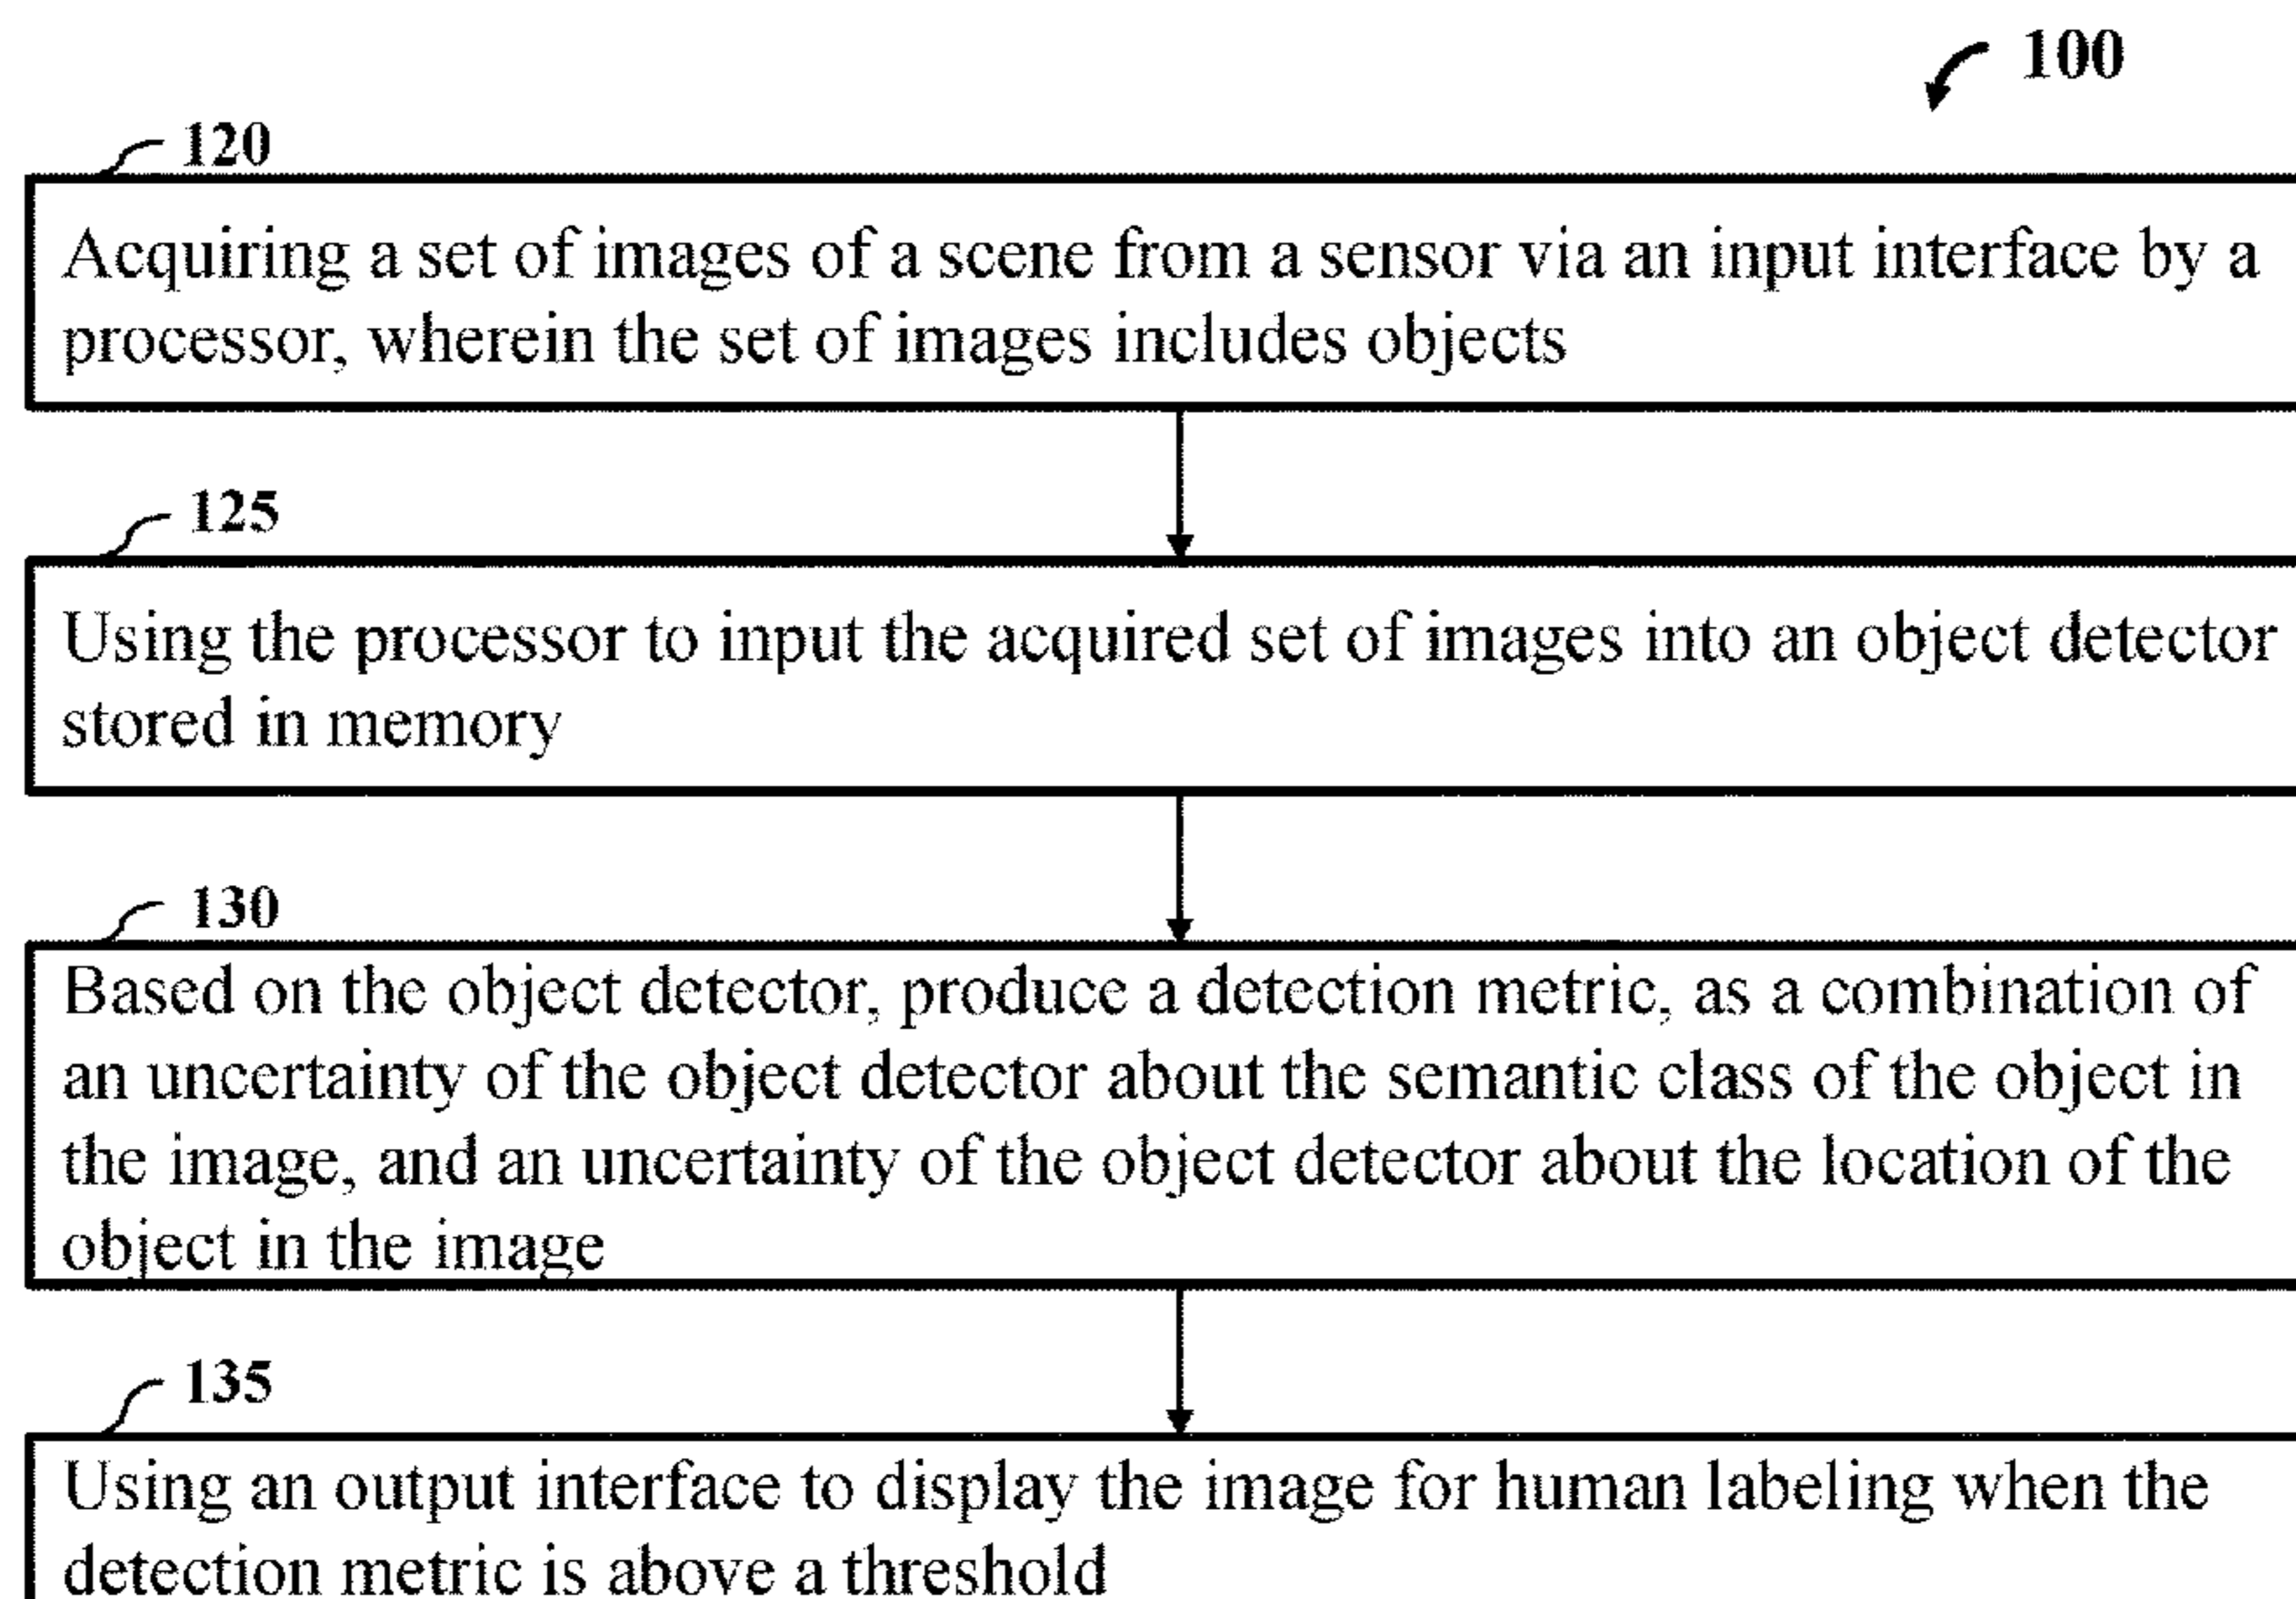 100
120
Acquiring a set of images of a scene from a sensor via an input interface by a
processor, wherein the set of images includes objects
125
Using the processor to input the acquired set of images into an object detector
stored in memory
130
Based on the object detector, produce a detection metric, as a combination of
an uncertainty of the object detector about the semantic class of the object in
the image, and an uncertainty of the object detector about the location of the
object in the image
135
Using an output interface to display the image for human labeling when the
detection metric is above a threshold